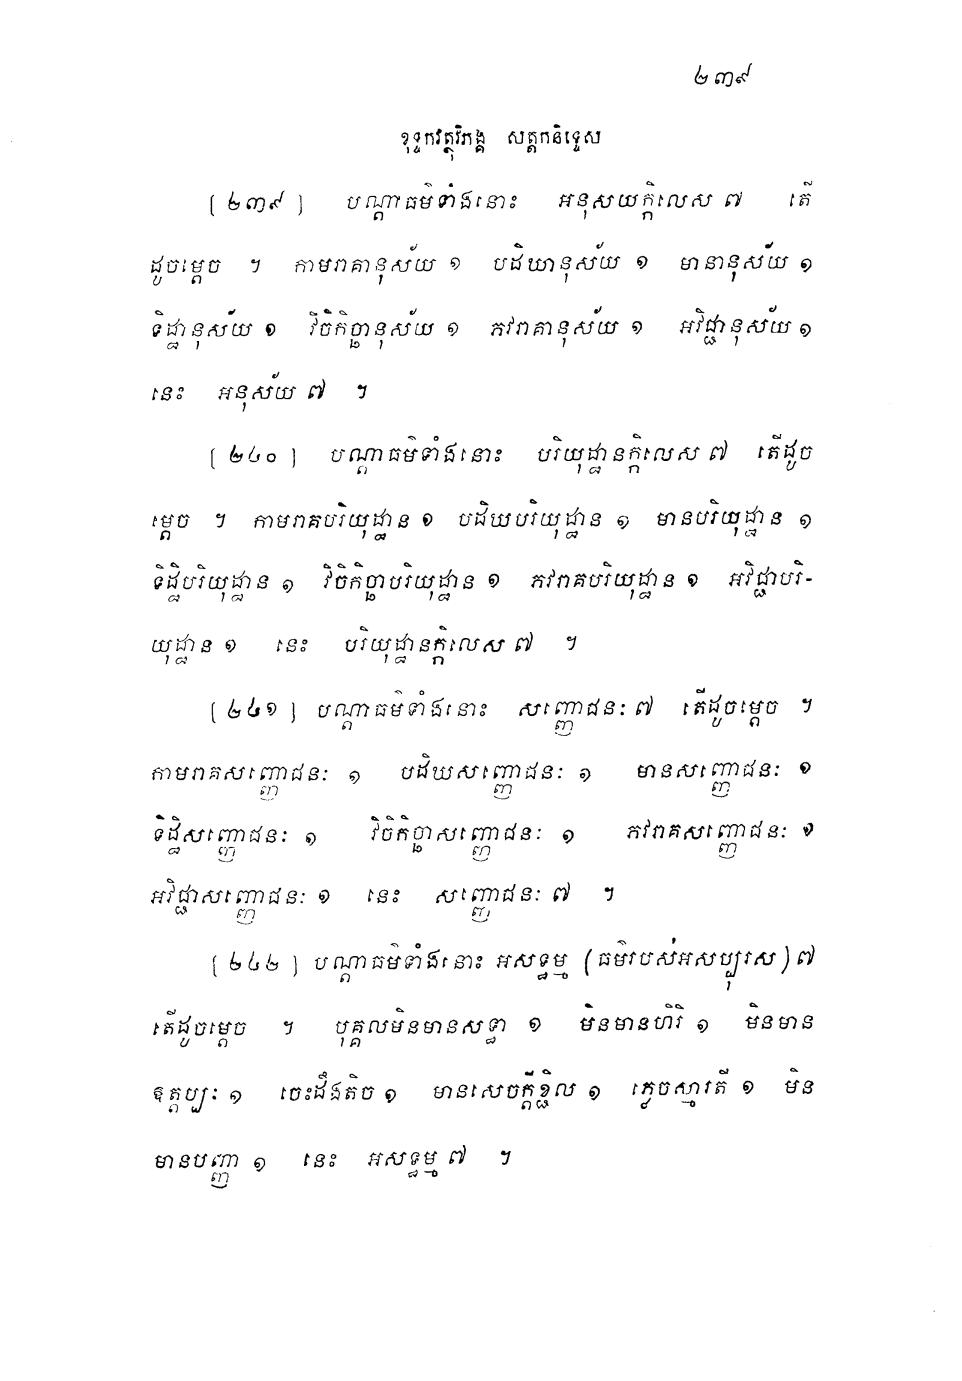 ២៣៩
ខុទ្ទកវត្ថុវិភង្គ សត្តកនិទ្ទេស
[ ២៣៩ ] បណ្តាធម៌ទាំងនោះ អនុសយក្កិលេស ៧ តើ
ដូចម្តេច ។ កាមរាគានុស័យ ១ បដិឃានុស័យ ១ មានានុស័យ ១
ទិដ្ឋានុស័យ ១ វិចិកិច្ឆានុស័យ ១ ភវរាគានុស័យ ១ អវិជ្ជានុស័យ ១
នេះ អនុស័យ ៧ ។
[ ២៤០ ] បណ្តាធម៌ទាំងនោះ បរិយុដ្ឋានក្កិលេស ៧ តើដូច
ម្តេច ។ កាមរាគបរិយុដ្ឋាន ១ បដិឃបរិយុដ្ឋាន ១ មានបរិយុដ្ឋាន ១
ទិដ្ឋិបរិយុដ្ឋាន ១ វិចិកិច្ឆាបរិយុដ្ឋាន ១ ភវរាគបរិយុដ្ឋាន ១ អវិជ្ជាបរិ-
យុដ្ឋាន ១ នេះ បរិយុដ្ឋានក្កិលេស ៧ ។
[ ២៤១ ] បណ្តាធម៌ទាំងនោះ សញ្ញោជនៈ ៧ តើដូចម្តេច ។
កាមរាគសញ្ញោជនៈ ១ បដិឃសញ្ញោជនៈ ១ មានសញ្ញោជនៈ ១
ទិដ្ឋិសញ្ញោជនៈ ១ វិចិកិច្ឆាសញ្ញោជនៈ ១ ភវរាគសញ្ញោជនៈ ១
អវិជ្ជាសញ្ញោជនៈ ១ នេះ សញ្ញោជនៈ ៧ ។
[ ២៤២ ] បណ្តាធម៌ទាំងនោះ អសទ្ធម្ម (ធម៌របស់អសប្បុរស) ៧
តើដូចម្តេច ។ បុគ្គលមិនមានសទ្ធា ១ មិនមានហិរិ ១ មិនមាន
ឱត្តប្បៈ ១ ចេះដឹងតិច ១ មានសេចក្តីខ្ជិល ១ ភ្លេចស្មារតី ១ មិន
មានបញ្ញា ១ នេះ អសទ្ធម្ម ៧ ។